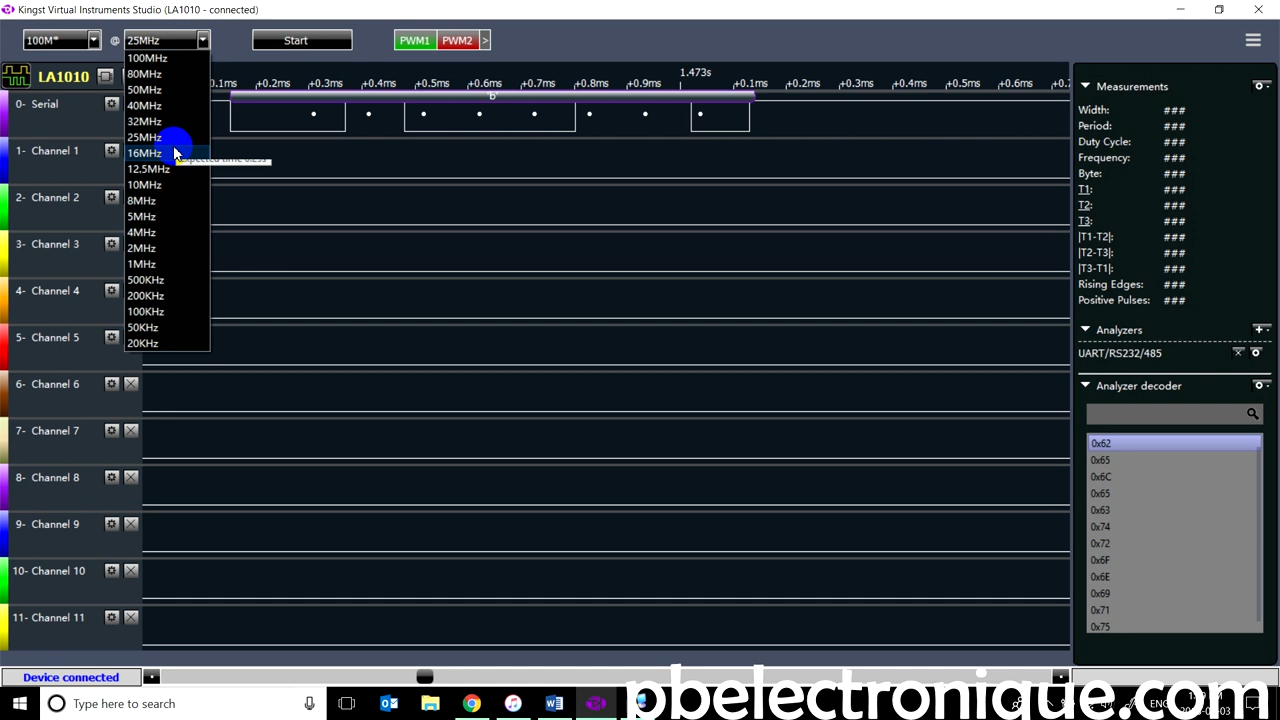 Kingst Virtual Instruments Studio (LA1010 - connected)
100M* @ 25MHz Start PWM1 PWM2 >
100MHz
80MHz
50MHz
40MHz
32MHz
25MHz
16MHz
12.5MHz
10MHz
8MHz
5MHz
4MHz
2MHz
1MHz
500KHz
200KHz
100KHz
50KHz
20KHz
LA1010
1.473s
0.1ms +0.2ms +0.3ms +0.4ms +0.5ms +0.6ms +0.7ms +0.8ms +0.9ms +0.1ms +0.2ms +0.3ms +0.4ms +0.5ms +0.6ms
b
0- Serial
1- Channel 1
2- Channel 2
3- Channel 3
4- Channel 4
5- Channel 5
6- Channel 6
7- Channel 7
8- Channel 8
9- Channel 9
10- Channel 10
11- Channel 11
Measurements
Width: ###
Period: ###
Duty Cycle: ###
Frequency: ###
Byte: ###
T1: ###
T2: ###
T3: ###
|T1-T2|: ###
|T2-T3|: ###
|T3-T1|: ###
Rising Edges: ###
Positive Pulses: ###
Analyzers
UART/RS232/485
Analyzer decoder
0x62
0x65
0x6C
0x65
0x63
0x74
0x72
0x6F
0x6E
0x69
0x71
0x75
Device connected
Type here to search
pbelectronique.com
ENG